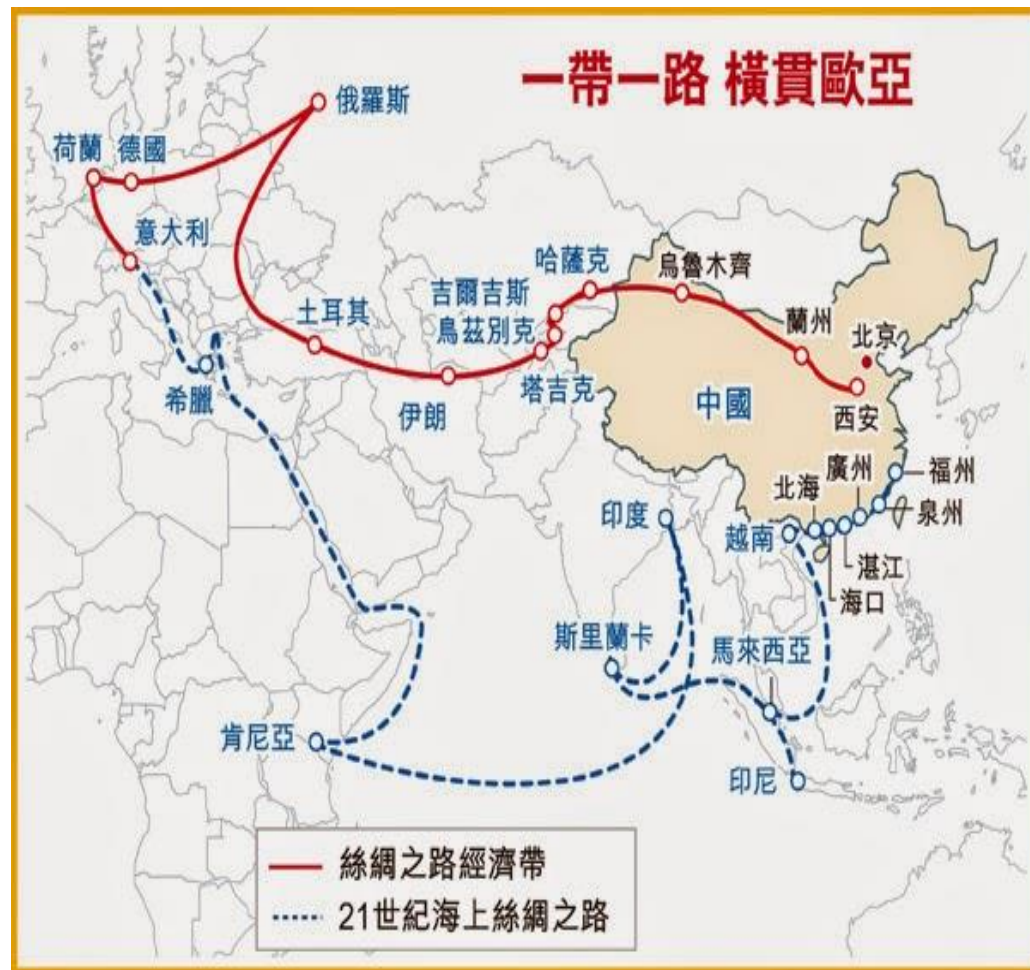 一帶一路 橫貫歐亞
俄羅斯
荷蘭
德國
意大利
哈薩克
烏魯木齊
吉爾吉斯
烏茲別克
土耳其
蘭州
北京
塔吉克
希臘
伊朗
中國
西安
廣州
福州
北海
泉州
印度
越南
湛江
海口
斯里蘭卡
馬來西亞
肯尼亞
印尼
絲綢之路經濟帶
21世紀海上絲綢之路